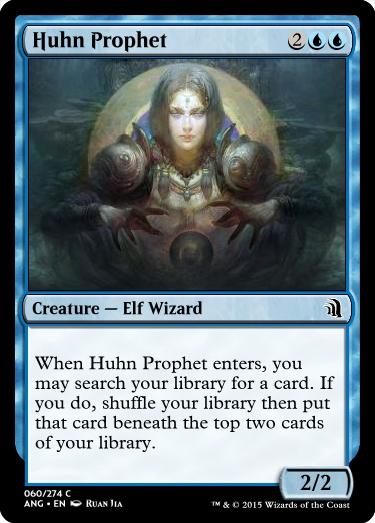 Huhn Prophet 2
Creature — Elf Wizard
When Huhn Prophet enters, you
may search your library for a card. If
you do, shuffle your library then put
that card beneath the top two cards
of your library.
2/2
060/274 C
ANG • EN Ruan Jia
™ & © 2015 Wizards of the Coast